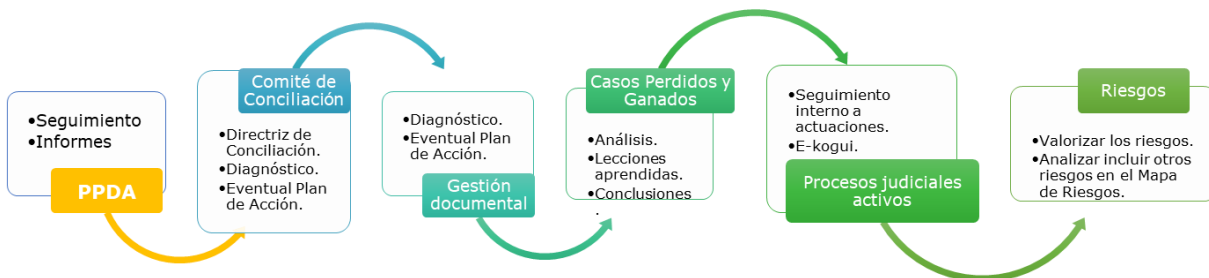 •Seguimiento
•Informes
PPDA
Comité de
Conciliación
•Directriz de
Conciliación.
•Diagnóstico.
•Eventual Plan
de Acción.
•Diagnóstico.
•Eventual Plan
de Acción.
Gestión
documental
Casos Perdidos y
Ganados
•Análisis.
•Lecciones
aprendidas.
•Conclusiones
.
•Seguimiento
interno a
actuaciones.
•E-kogui.
Procesos judiciales
activos
Riesgos
•Valorizar los riesgos.
•Analizar incluir otros
riesgos en el Mapa
de Riesgos.